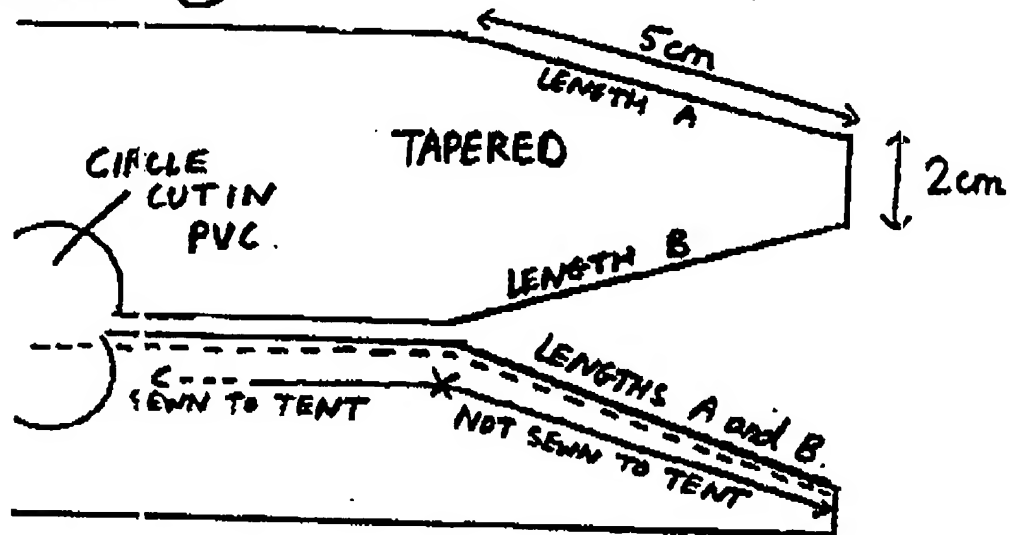 5cm
LENGTH A
TAPERED
2cm
CIRCLE
CUT IN
PVC.
LENGTH B
LENGTHS A and B.
SEWN TO TENT
NOT SEWN TO TENT